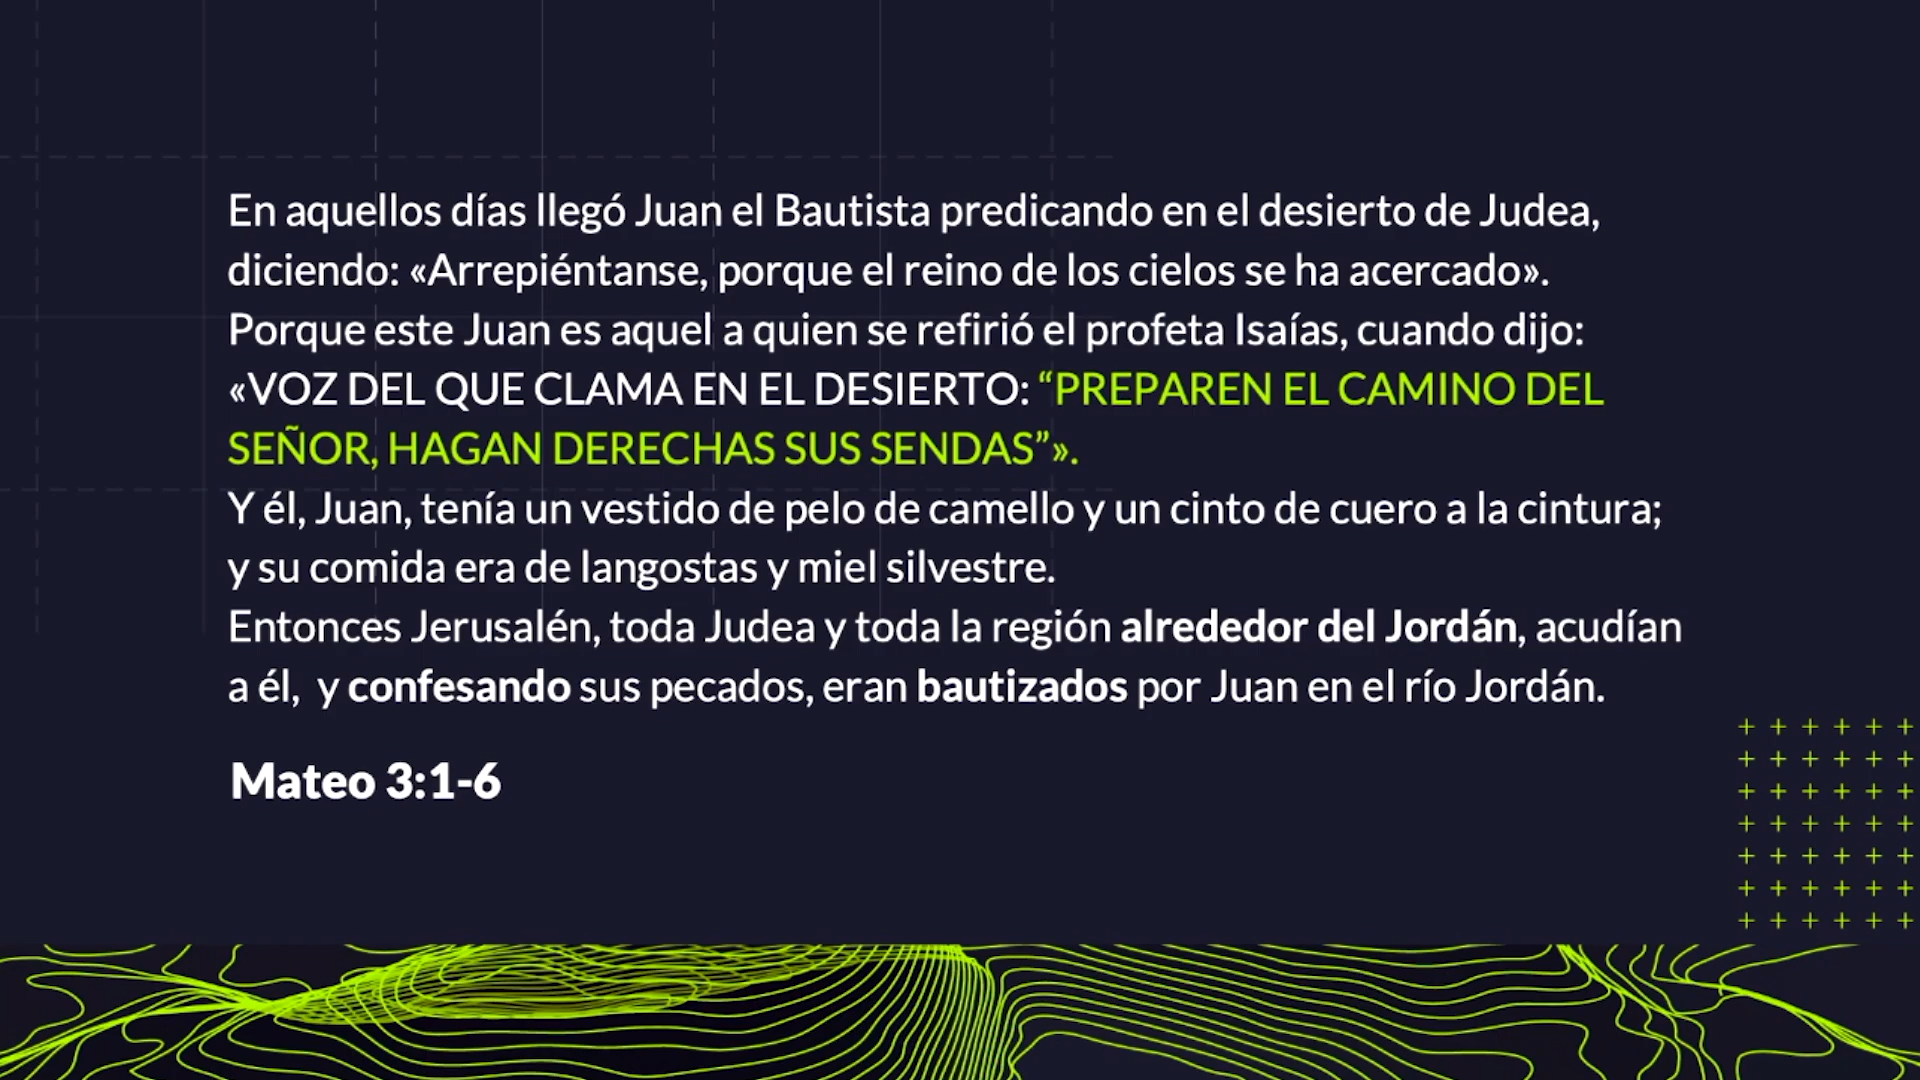 En aquellos días llegó Juan el Bautista predicando en el desierto de Judea,
diciendo: «Arrepiéntanse, porque el reino de los cielos se ha acercado».
Porque este Juan es aquel a quien se refirió el profeta Isaías, cuando dijo:
«VOZ DEL QUE CLAMA EN EL DESIERTO: “PREPAREN EL CAMINO DEL
SEÑOR, HAGAN DERECHAS SUS SENDAS”».
Y él, Juan, tenía un vestido de pelo de camello y un cinto de cuero a la cintura;
y su comida era de langostas y miel silvestre.
Entonces Jerusalén, toda Judea y toda la región alrededor del Jordán, acudían
a él,  y confesando sus pecados, eran bautizados por Juan en el río Jordán.
Mateo 3:1-6